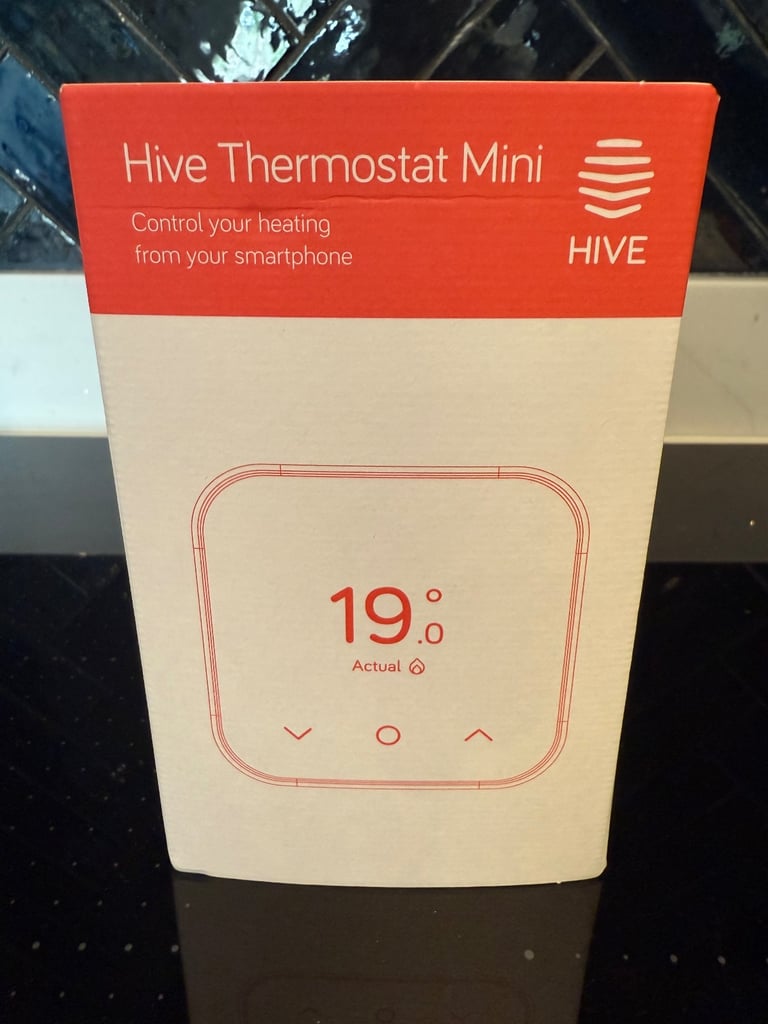 Hive Thermostat Mini
Control your heating
from your smartphone
HIVE
19.0°
Actual